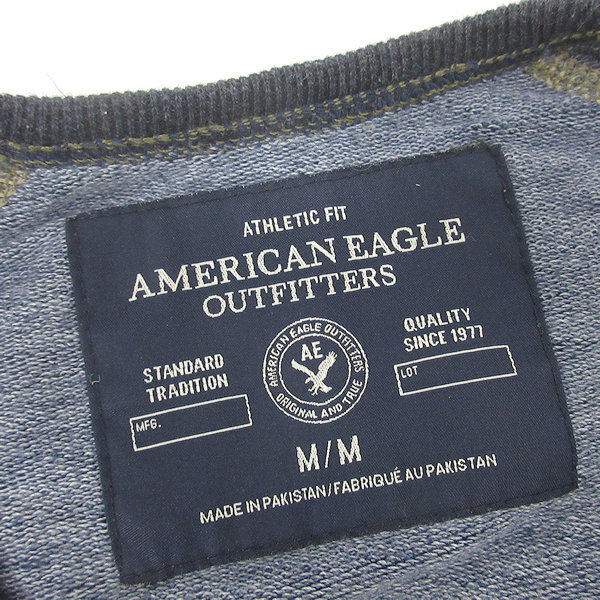 ATHLETIC FIT
AMERICAN EAGLE
OUTFITTERS
STANDARD
TRADITION
MFG.
AMERICAN EAGLE OUTFITTERS
AE
ORIGINAL AND TRUE
QUALITY
SINCE 1977
LOT
M/M
MADE IN PAKISTAN/FABRIQUÉ AU PAKISTAN